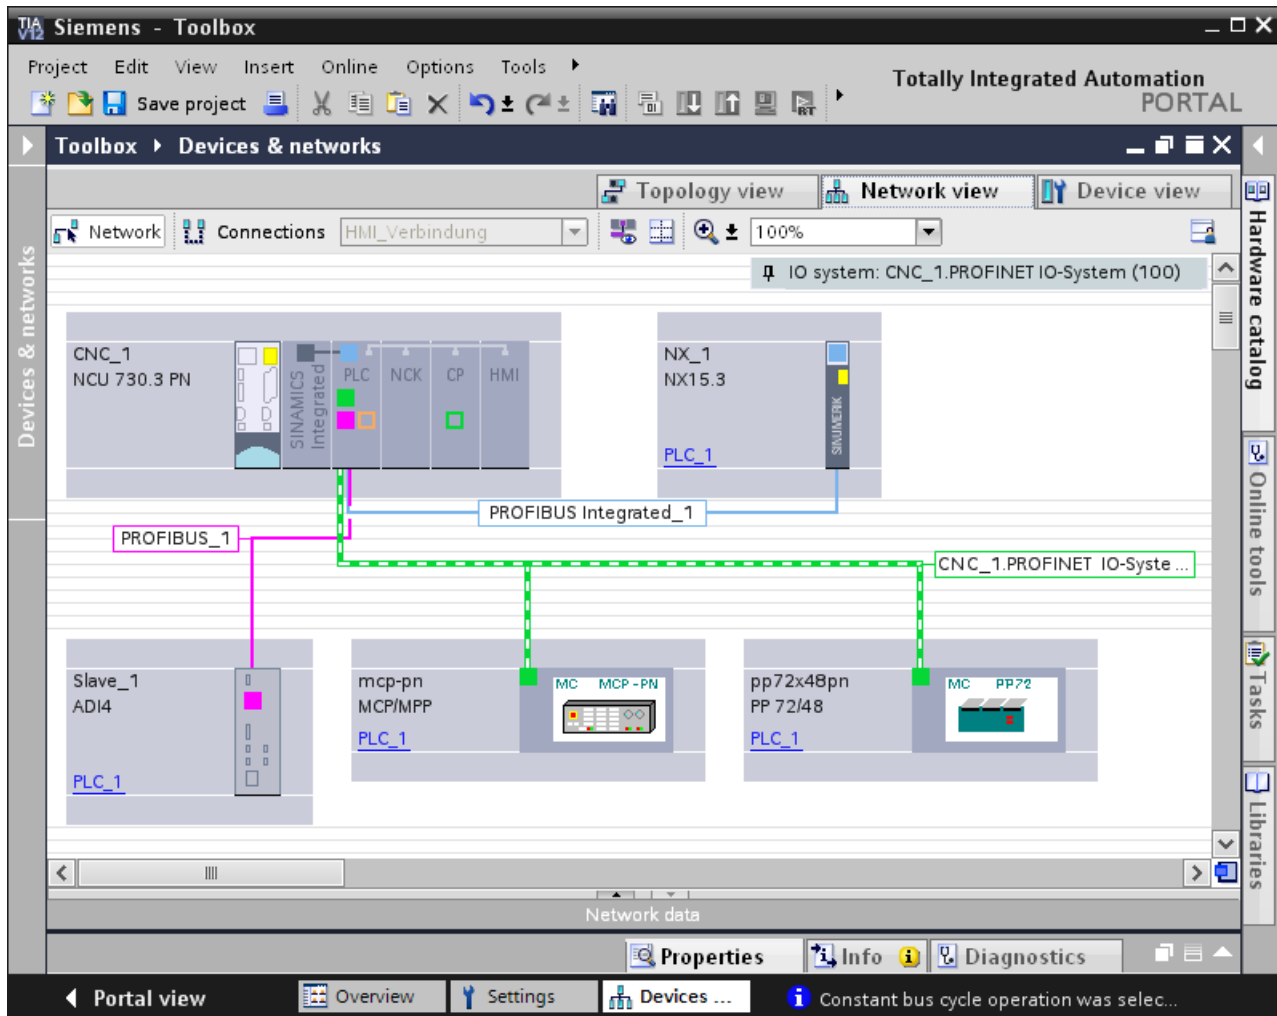 TIA V12 Siemens - Toolbox
Project Edit View Insert Online Options Tools
Totally Integrated Automation
PORTAL
Save project
Toolbox Devices & networks
Topology view Network view Device view
Network Connections HMI_Verbindung 100%
IO system: CNC_1.PROFINET IO-System (100)
CNC_1
NCU 730.3 PN
SINAMICS
Integrated
PLC NCK CP HMI
NX_1
NX15.3
SINUMERIK
PLC_1
PROFIBUS Integrated_1
PROFIBUS_1
CNC_1.PROFINET IO-Syste ...
Slave_1
ADI4
PLC_1
mcp-pn
MCP/MPP
PLC_1
MC MCP-PN
pp72x48pn
PP 72/48
PLC_1
MC PP72
Network data
Properties Info Diagnostics
Portal view Overview Settings Devices ... Constant bus cycle operation was selec...
Devices & networks
Hardware catalog
Online tools
Tasks
Libraries